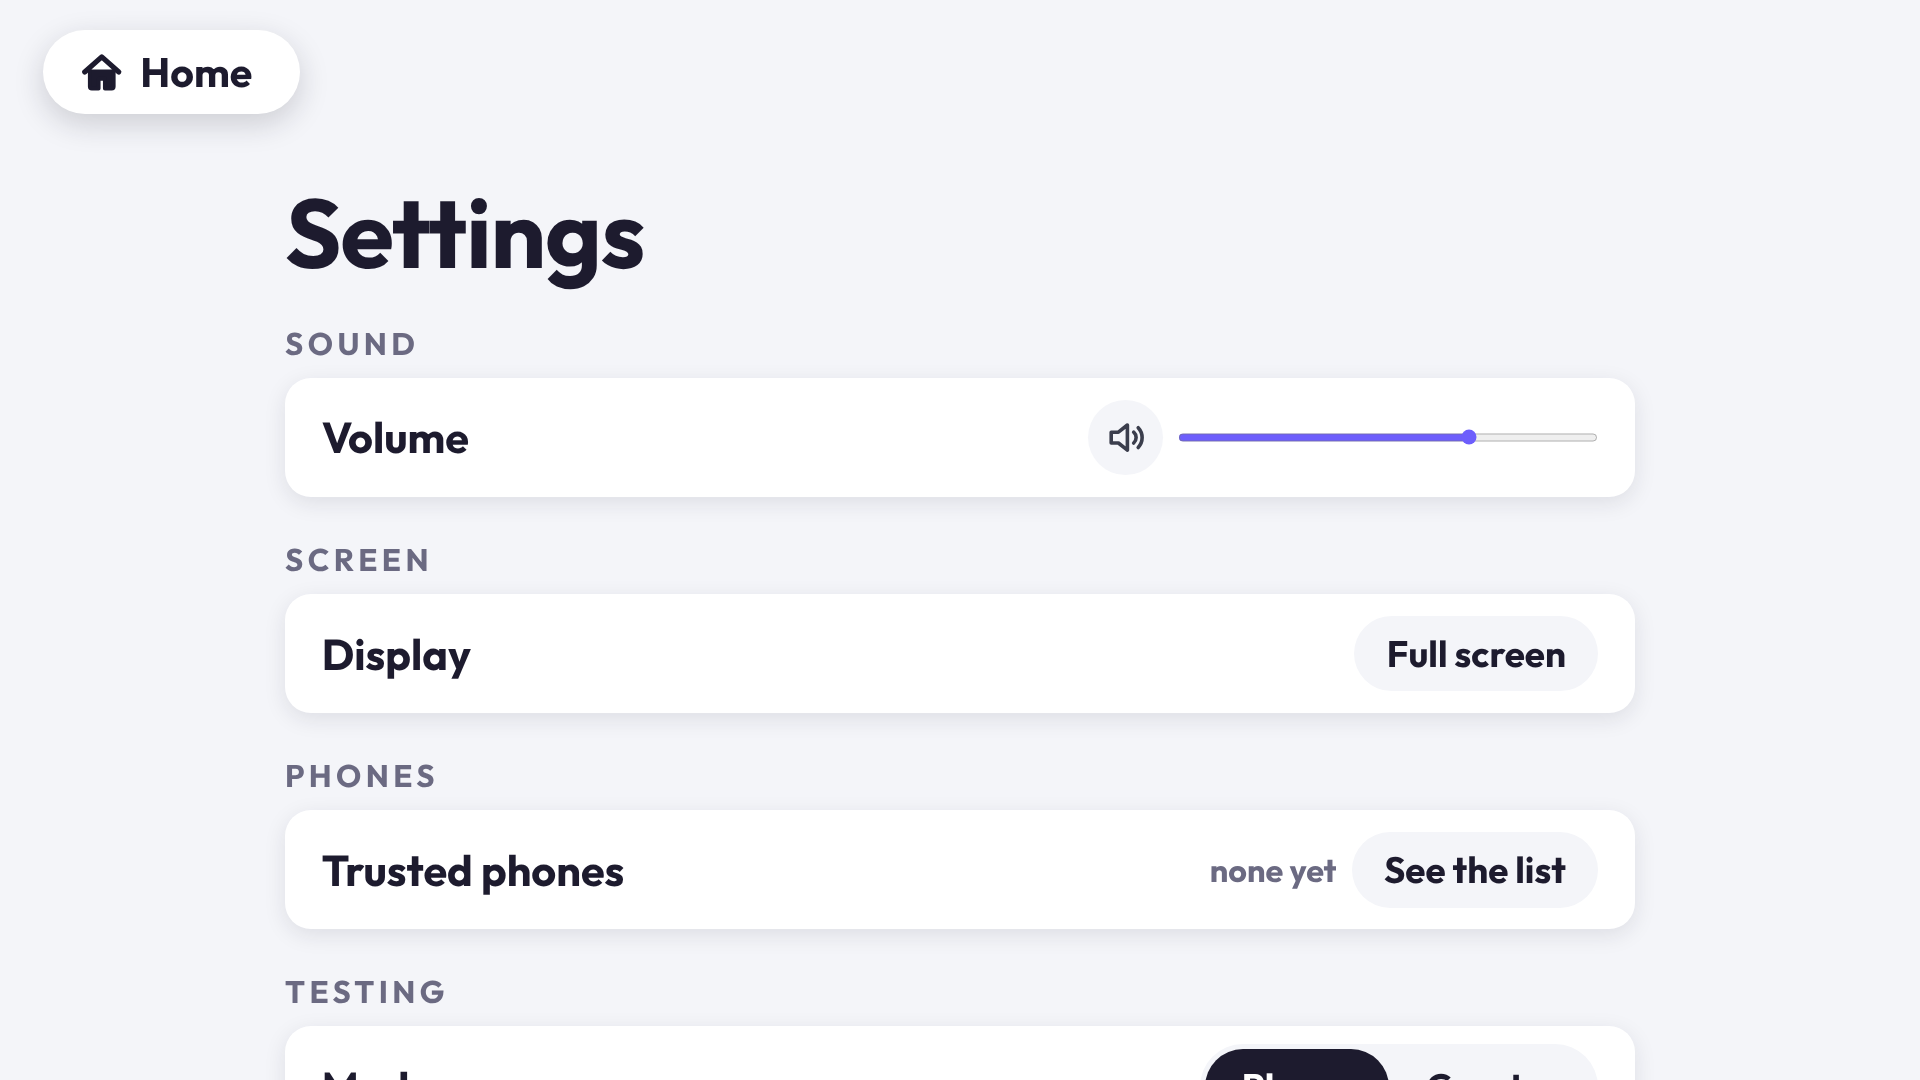 Home
Settings
SOUND
Volume
SCREEN
Display
Full screen
PHONES
Trusted phones
none yet
See the list
TESTING